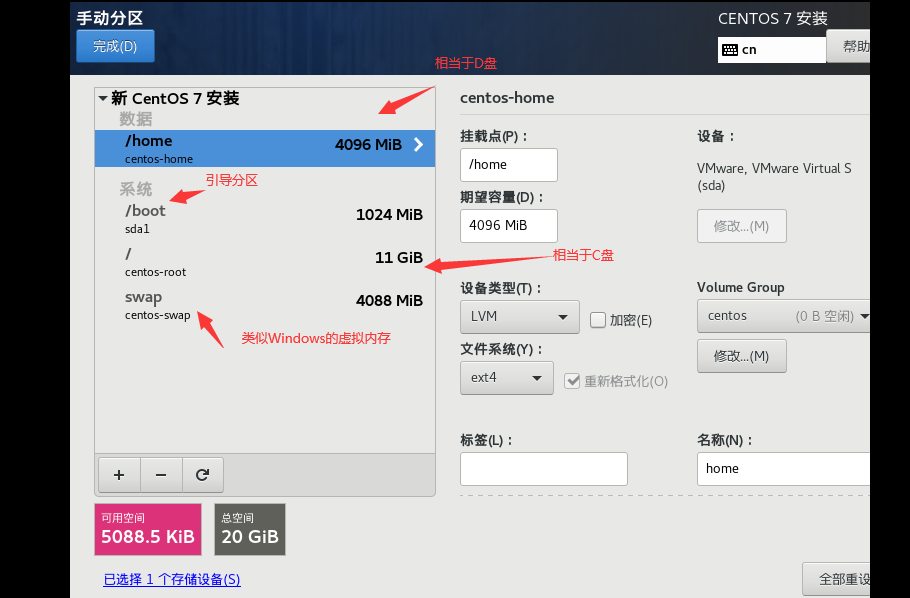 手动分区
CENTOS 7 安装
完成(D)
cn
帮助
相当于D盘
新 CentOS 7 安装
数据
/home
4096 MiB
centos-home
系统
引导分区
/boot
1024 MiB
sda1
/
11 GiB
centos-root
相当于C盘
swap
4088 MiB
centos-swap
类似Windows的虚拟内存
centos-home
挂载点(P)：
设备：
/home
VMware, VMware Virtual S
(sda)
期望容量(D)：
4096 MiB
修改...(M)
设备类型(T)：
Volume Group
LVM
加密(E)
centos
(0 B 空闲)
文件系统(Y)：
修改...(M)
ext4
重新格式化(O)
标签(L)：
名称(N)：
home
+
−
可用空间
5088.5 KiB
总空间
20 GiB
已选择 1 个存储设备(S)
全部重设